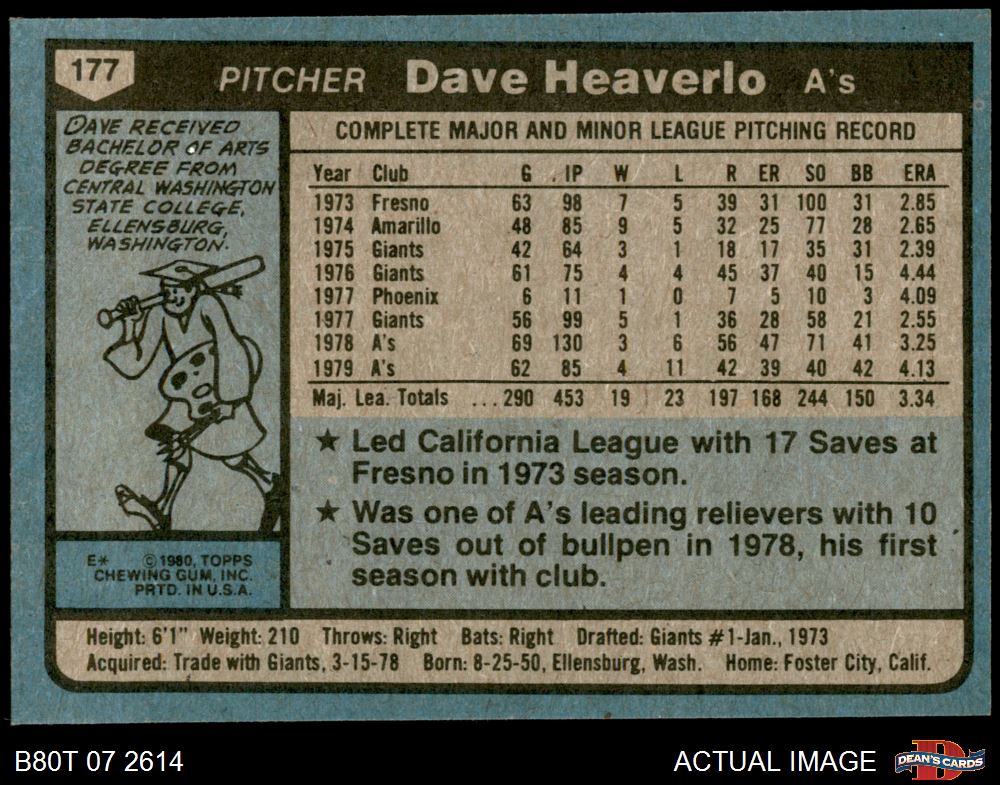 177 PITCHER Dave Heaverlo A's
DAVE RECEIVED
BACHELOR OF ARTS
DEGREE FROM
CENTRAL WASHINGTON
STATE COLLEGE,
ELLENSBURG,
WASHINGTON.
E* © 1980, TOPPS
CHEWING GUM, INC.
PRTD. IN U.S.A.
COMPLETE MAJOR AND MINOR LEAGUE PITCHING RECORD
Year Club G IP W L R ER SO BB ERA
1973 Fresno 63 98 7 5 39 31 100 31 2.85
1974 Amarillo 48 85 9 5 32 25 77 28 2.65
1975 Giants 42 64 3 1 18 17 35 31 2.39
1976 Giants 61 75 4 4 45 37 40 15 4.44
1977 Phoenix 6 11 1 0 7 5 10 3 4.09
1977 Giants 56 99 5 1 36 28 58 21 2.55
1978 A's 69 130 3 6 56 47 71 41 3.25
1979 A's 62 85 4 11 42 39 40 42 4.13
Maj. Lea. Totals ...290 453 19 23 197 168 244 150 3.34
★ Led California League with 17 Saves at
Fresno in 1973 season.
★ Was one of A's leading relievers with 10
Saves out of bullpen in 1978, his first
season with club.
Height: 6'1" Weight: 210 Throws: Right Bats: Right Drafted: Giants #1-Jan., 1973
Acquired: Trade with Giants, 3-15-78 Born: 8-25-50, Ellensburg, Wash. Home: Foster City, Calif.
B80T 07 2614 ACTUAL IMAGE D DEAN'S CARDS